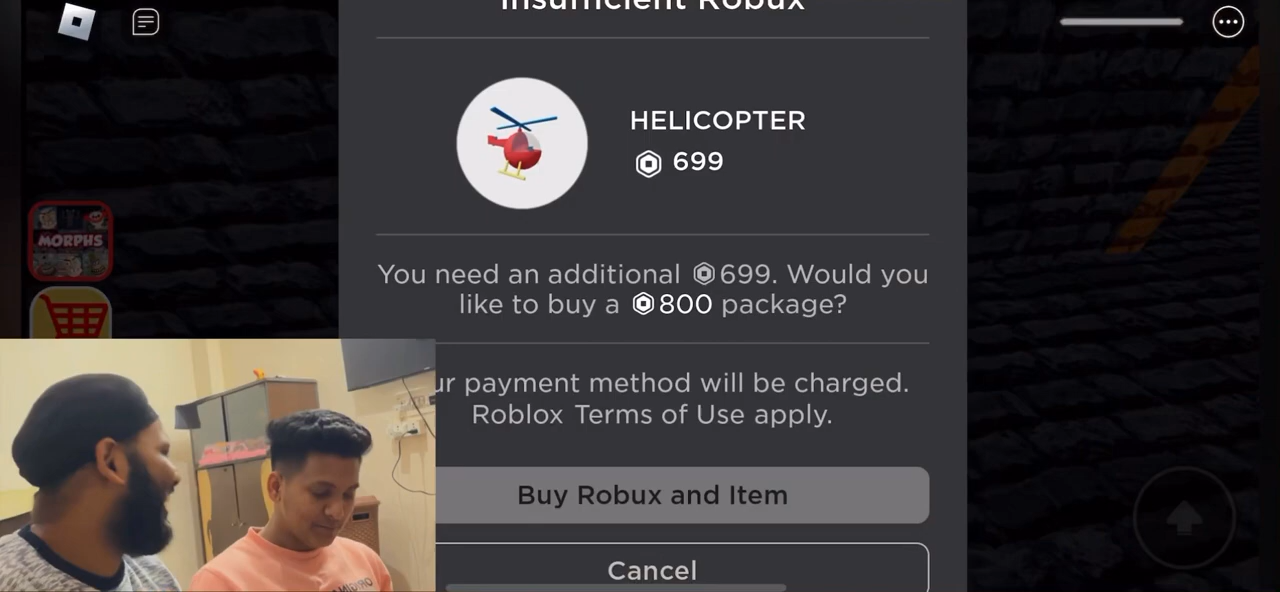 Insufficient Robux
HELICOPTER
699
You need an additional 699. Would you
like to buy a 800 package?
MORPHS
ur payment method will be charged.
Roblox Terms of Use apply.
Buy Robux and Item
Cancel